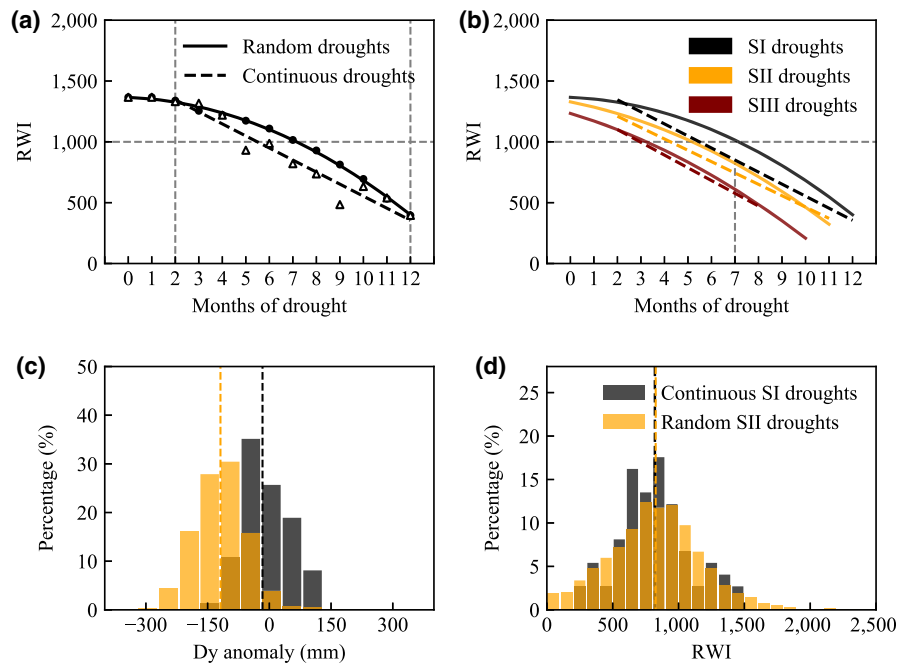 (a)
2,000
1,500
1,000
500
0
RWI
Random droughts
Continuous droughts
0 1 2 3 4 5 6 7 8 9 10 11 12
Months of drought
(b)
2,000
1,500
1,000
500
0
RWI
SI droughts
SII droughts
SIII droughts
0 1 2 3 4 5 6 7 8 9 10 11 12
Months of drought
(c)
50
40
30
20
10
0
Percentage (%)
−300 −150 0 150 300
Dy anomaly (mm)
(d)
25
20
15
10
5
0
Percentage (%)
Continuous SI droughts
Random SII droughts
0 500 1,000 1,500 2,000 2,500
RWI